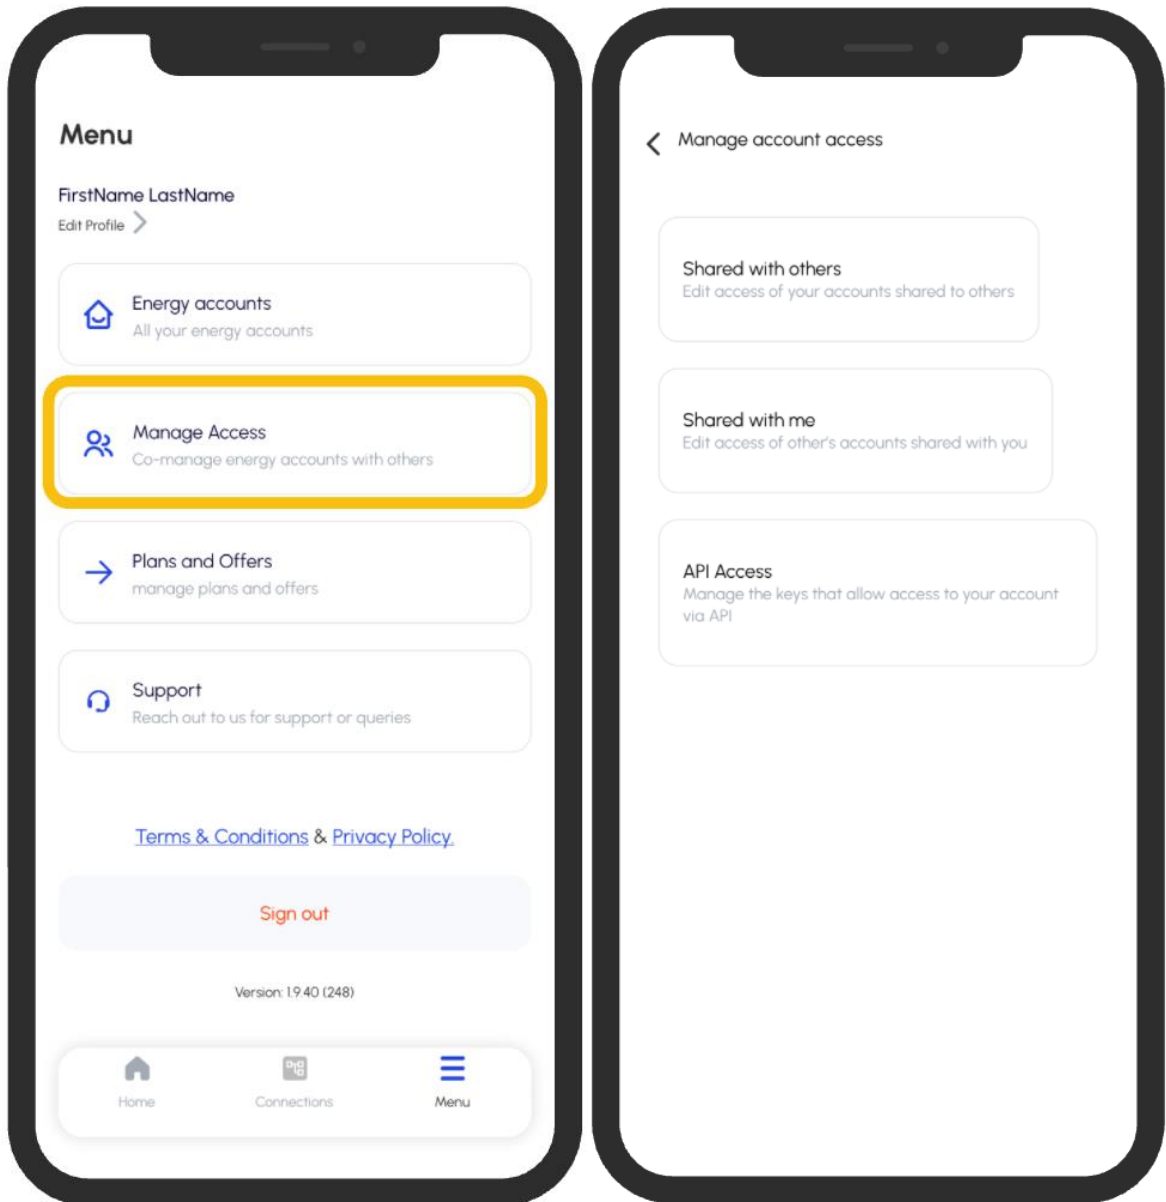 Menu
FirstName LastName
Edit Profile
Energy accounts
All your energy accounts
Manage Access
Co-manage energy accounts with others
Plans and Offers
manage plans and offers
Support
Reach out to us for support or queries
Terms & Conditions & Privacy Policy.
Sign out
Version: 1.9.40 (248)
Home
Connections
Menu
Manage account access
Shared with others
Edit access of your accounts shared to others
Shared with me
Edit access of other's accounts shared with you
API Access
Manage the keys that allow access to your account
via API